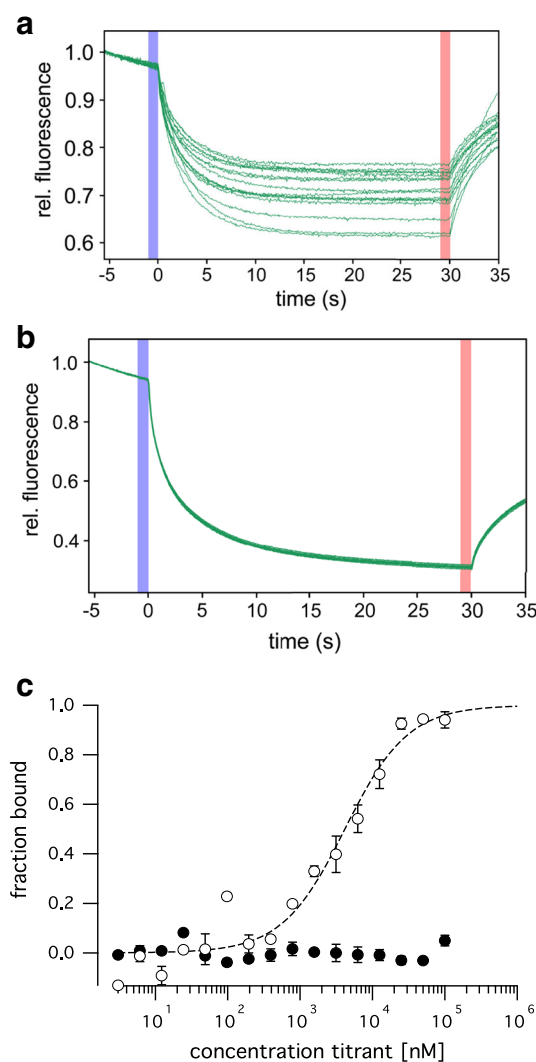 a
1.0
0.9
0.8
0.7
0.6
rel. fluorescence
-5 0 5 10 15 20 25 30 35
time (s)
b
1.0
0.8
0.6
0.4
rel. fluorescence
-5 0 5 10 15 20 25 30 35
time (s)
c
1.0
0.8
0.6
0.4
0.2
0.0
fraction bound
10¹ 10² 10³ 10⁴ 10⁵ 10⁶
concentration titrant [nM]